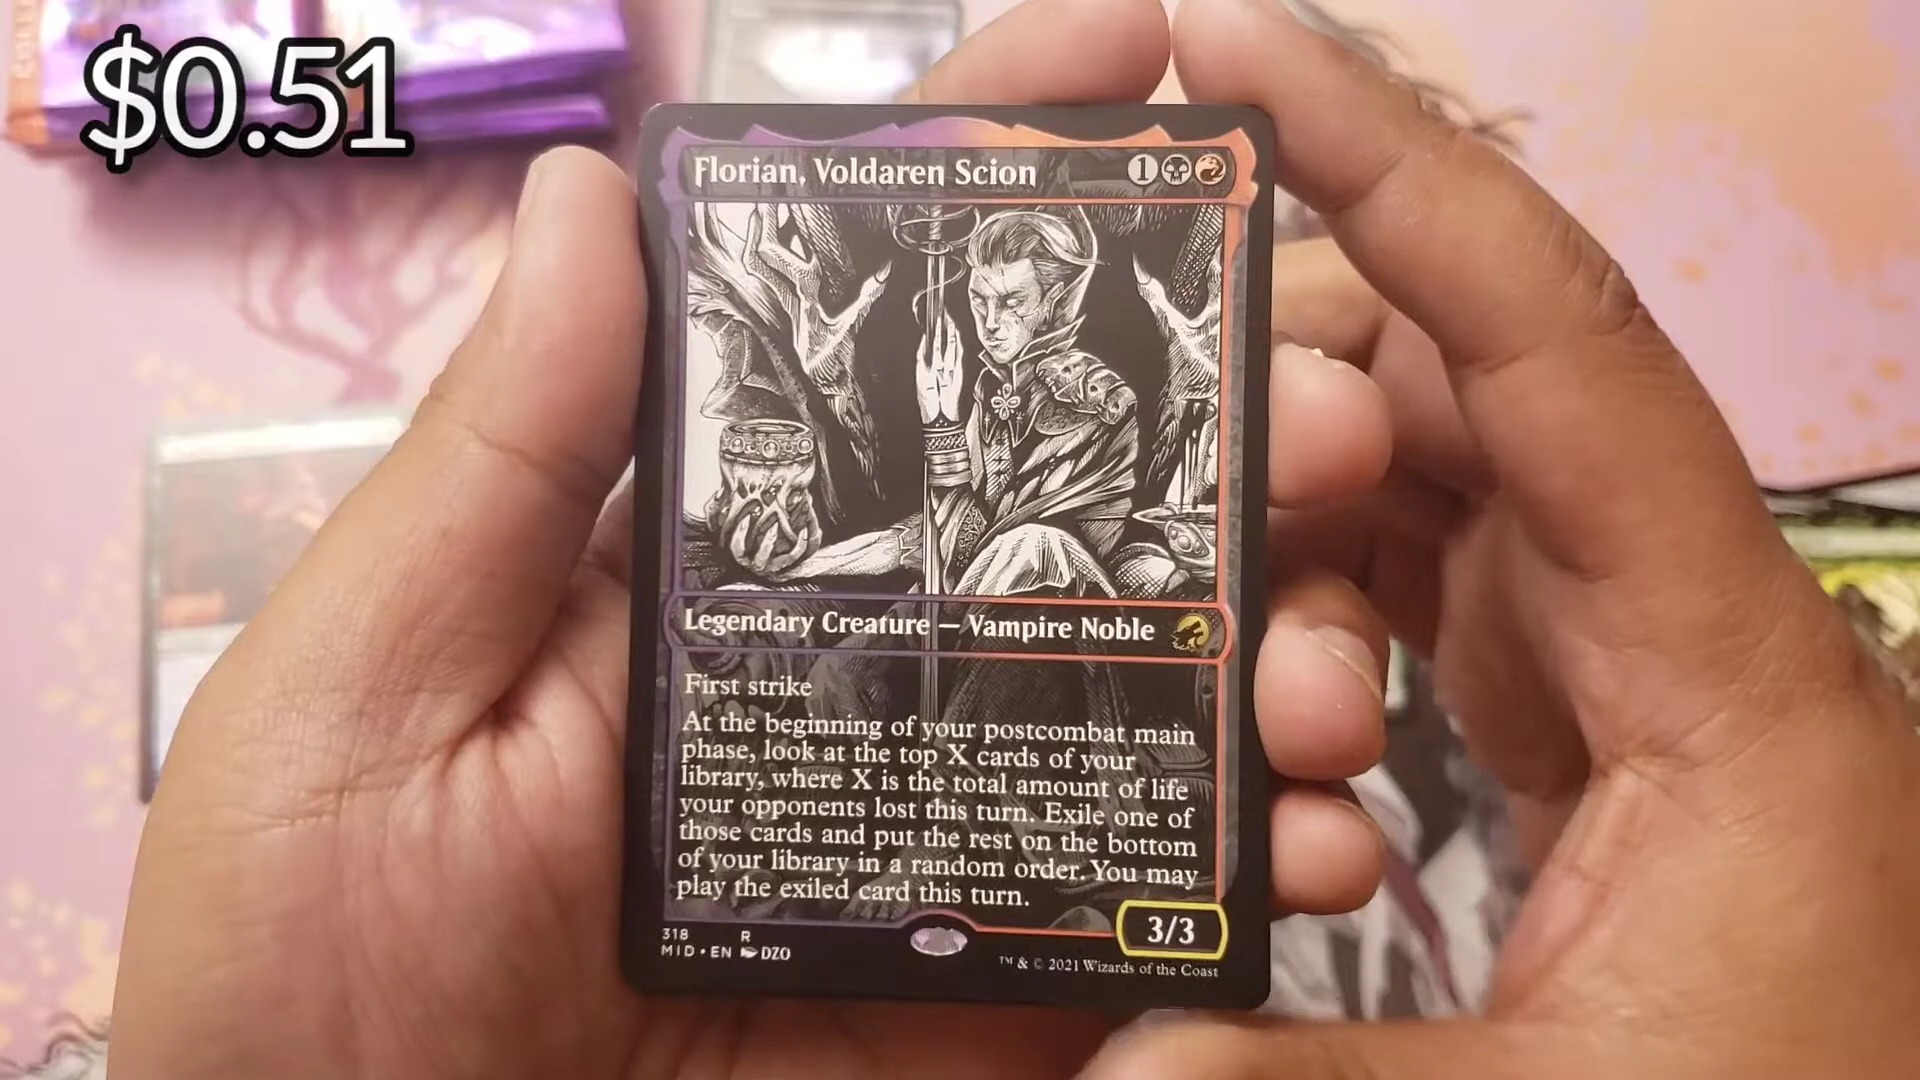 $0.51
Florian, Voldaren Scion 1
Legendary Creature — Vampire Noble
First strike
At the beginning of your postcombat main
phase, look at the top X cards of your
library, where X is the total amount of life
your opponents lost this turn. Exile one of
those cards and put the rest on the bottom
of your library in a random order. You may
play the exiled card this turn.
3/3
318 R
MID • EN DZO
™ & © 2021 Wizards of the Coast